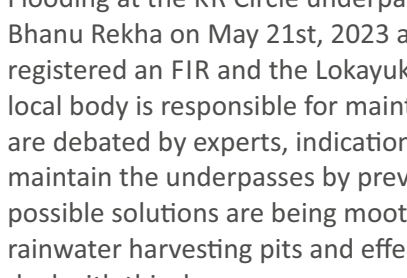 Flooding at the KR Circle underpa
Bhanu Rekha on May 21st, 2023 a
registered an FIR and the Lokayuk
local body is responsible for maint
are debated by experts, indication
maintain the underpasses by prev
possible solutions are being moot
rainwater harvesting pits and effe